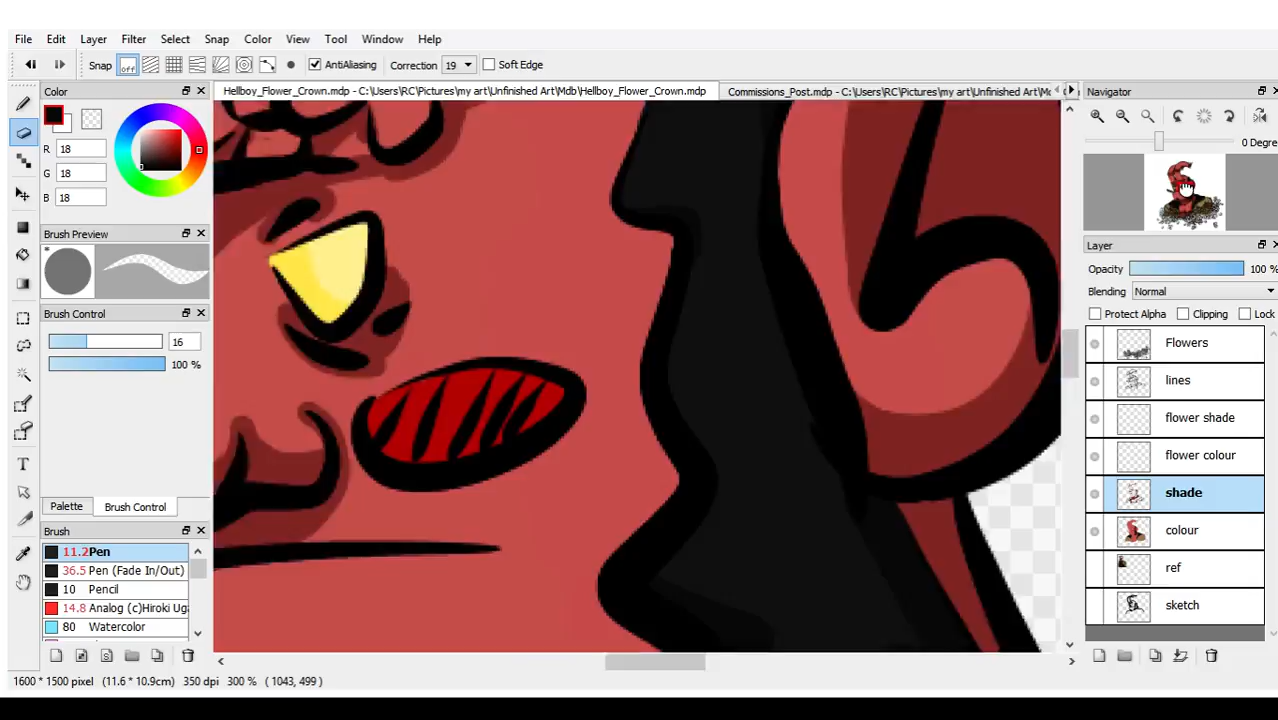 File Edit Layer Filter Select Snap Color View Tool Window Help
Snap off AntiAliasing Correction 19 Soft Edge
Color
Hellboy_Flower_Crown.mdp - C:\Users\RC\Pictures\my art\Unfinished Art\Mdb\Hellboy_Flower_Crown.mdp
Commissions_Post.mdp - C:\Users\RC\Pictures\my art\Unfinished Art\M
Navigator
R 18
G 18
B 18
0 Degree
Brush Preview
Layer
Opacity 100 %
Blending Normal
Protect Alpha Clipping Lock
Brush Control
16
100 %
Flowers
lines
flower shade
flower colour
shade
colour
ref
sketch
Palette Brush Control
Brush
11.2 Pen
36.5 Pen (Fade In/Out)
10 Pencil
14.8 Analog (c)Hiroki Ug
80 Watercolor
1600 * 1500 pixel (11.6 * 10.9cm) 350 dpi 300 % ( 1043, 499 )